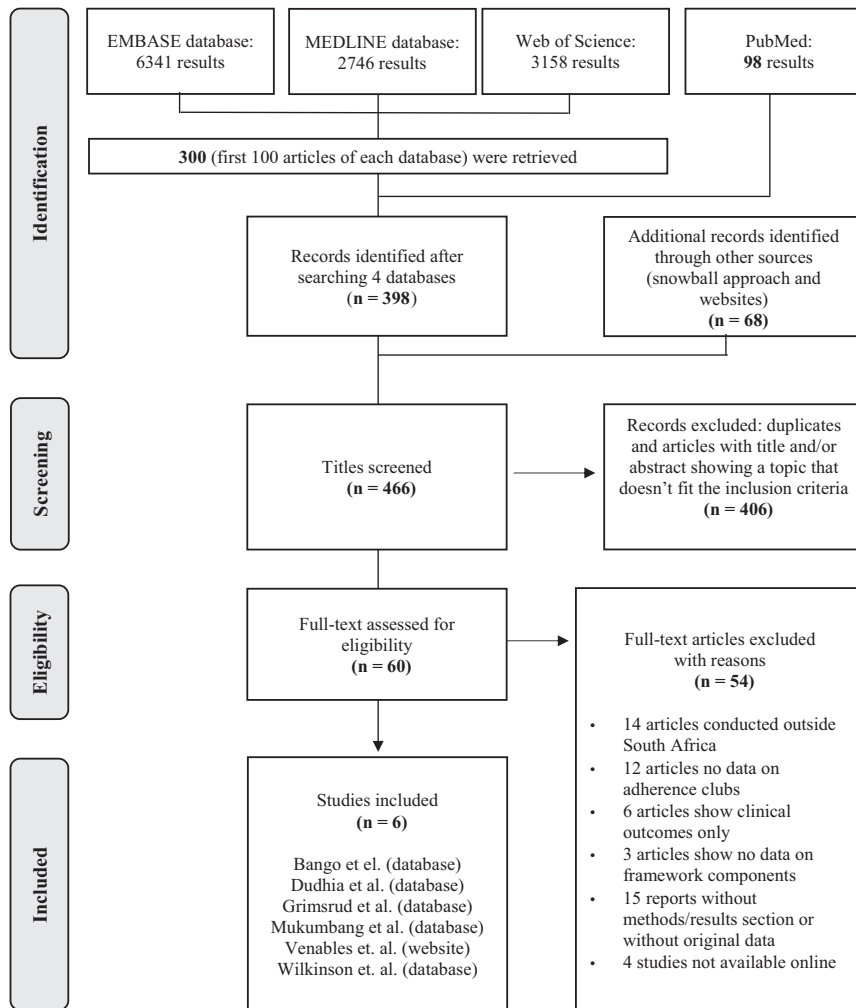 Identification
EMBASE database:
6341 results
MEDLINE database:
2746 results
Web of Science:
3158 results
PubMed:
98 results
300 (first 100 articles of each database) were retrieved
Records identified after
searching 4 databases
(n = 398)
Additional records identified
through other sources
(snowball approach and
websites)
(n = 68)
Screening
Titles screened
(n = 466)
Records excluded: duplicates
and articles with title and/or
abstract showing a topic that
doesn't fit the inclusion criteria
(n = 406)
Eligibility
Full-text assessed for
eligibility
(n = 60)
Full-text articles excluded
with reasons
(n = 54)
• 14 articles conducted outside
South Africa
• 12 articles no data on
adherence clubs
• 6 articles show clinical
outcomes only
• 3 articles show no data on
framework components
• 15 reports without
methods/results section or
without original data
• 4 studies not available online
Included
Studies included
(n = 6)
Bango et el. (database)
Dudhia et al. (database)
Grimsrud et al. (database)
Mukumbang et al. (database)
Venables et. al. (website)
Wilkinson et. al. (database)